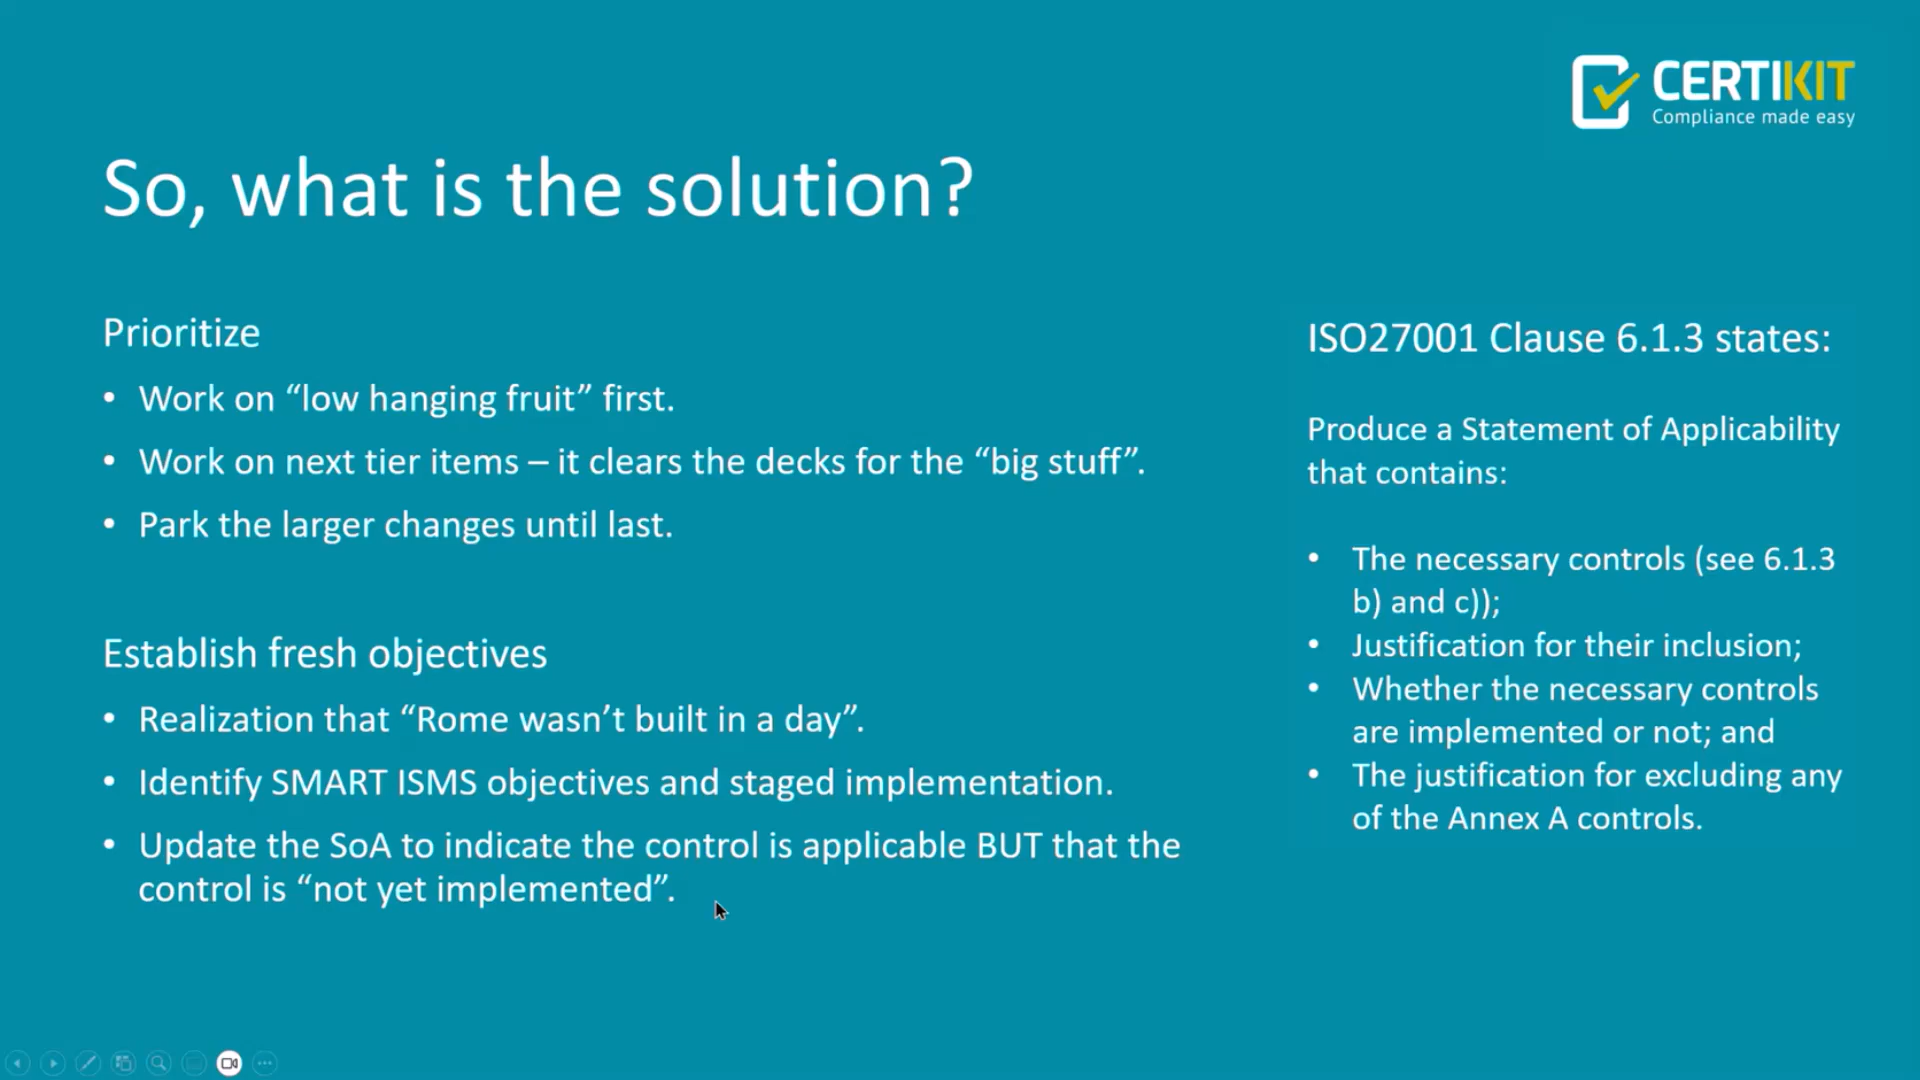 CERTIKIT
Compliance made easy
So, what is the solution?
Prioritize
• Work on “low hanging fruit” first.
• Work on next tier items – it clears the decks for the “big stuff”.
• Park the larger changes until last.
Establish fresh objectives
• Realization that “Rome wasn’t built in a day”.
• Identify SMART ISMS objectives and staged implementation.
• Update the SoA to indicate the control is applicable BUT that the
control is “not yet implemented”.
ISO27001 Clause 6.1.3 states:
Produce a Statement of Applicability
that contains:
• The necessary controls (see 6.1.3
b) and c));
• Justification for their inclusion;
• Whether the necessary controls
are implemented or not; and
• The justification for excluding any
of the Annex A controls.